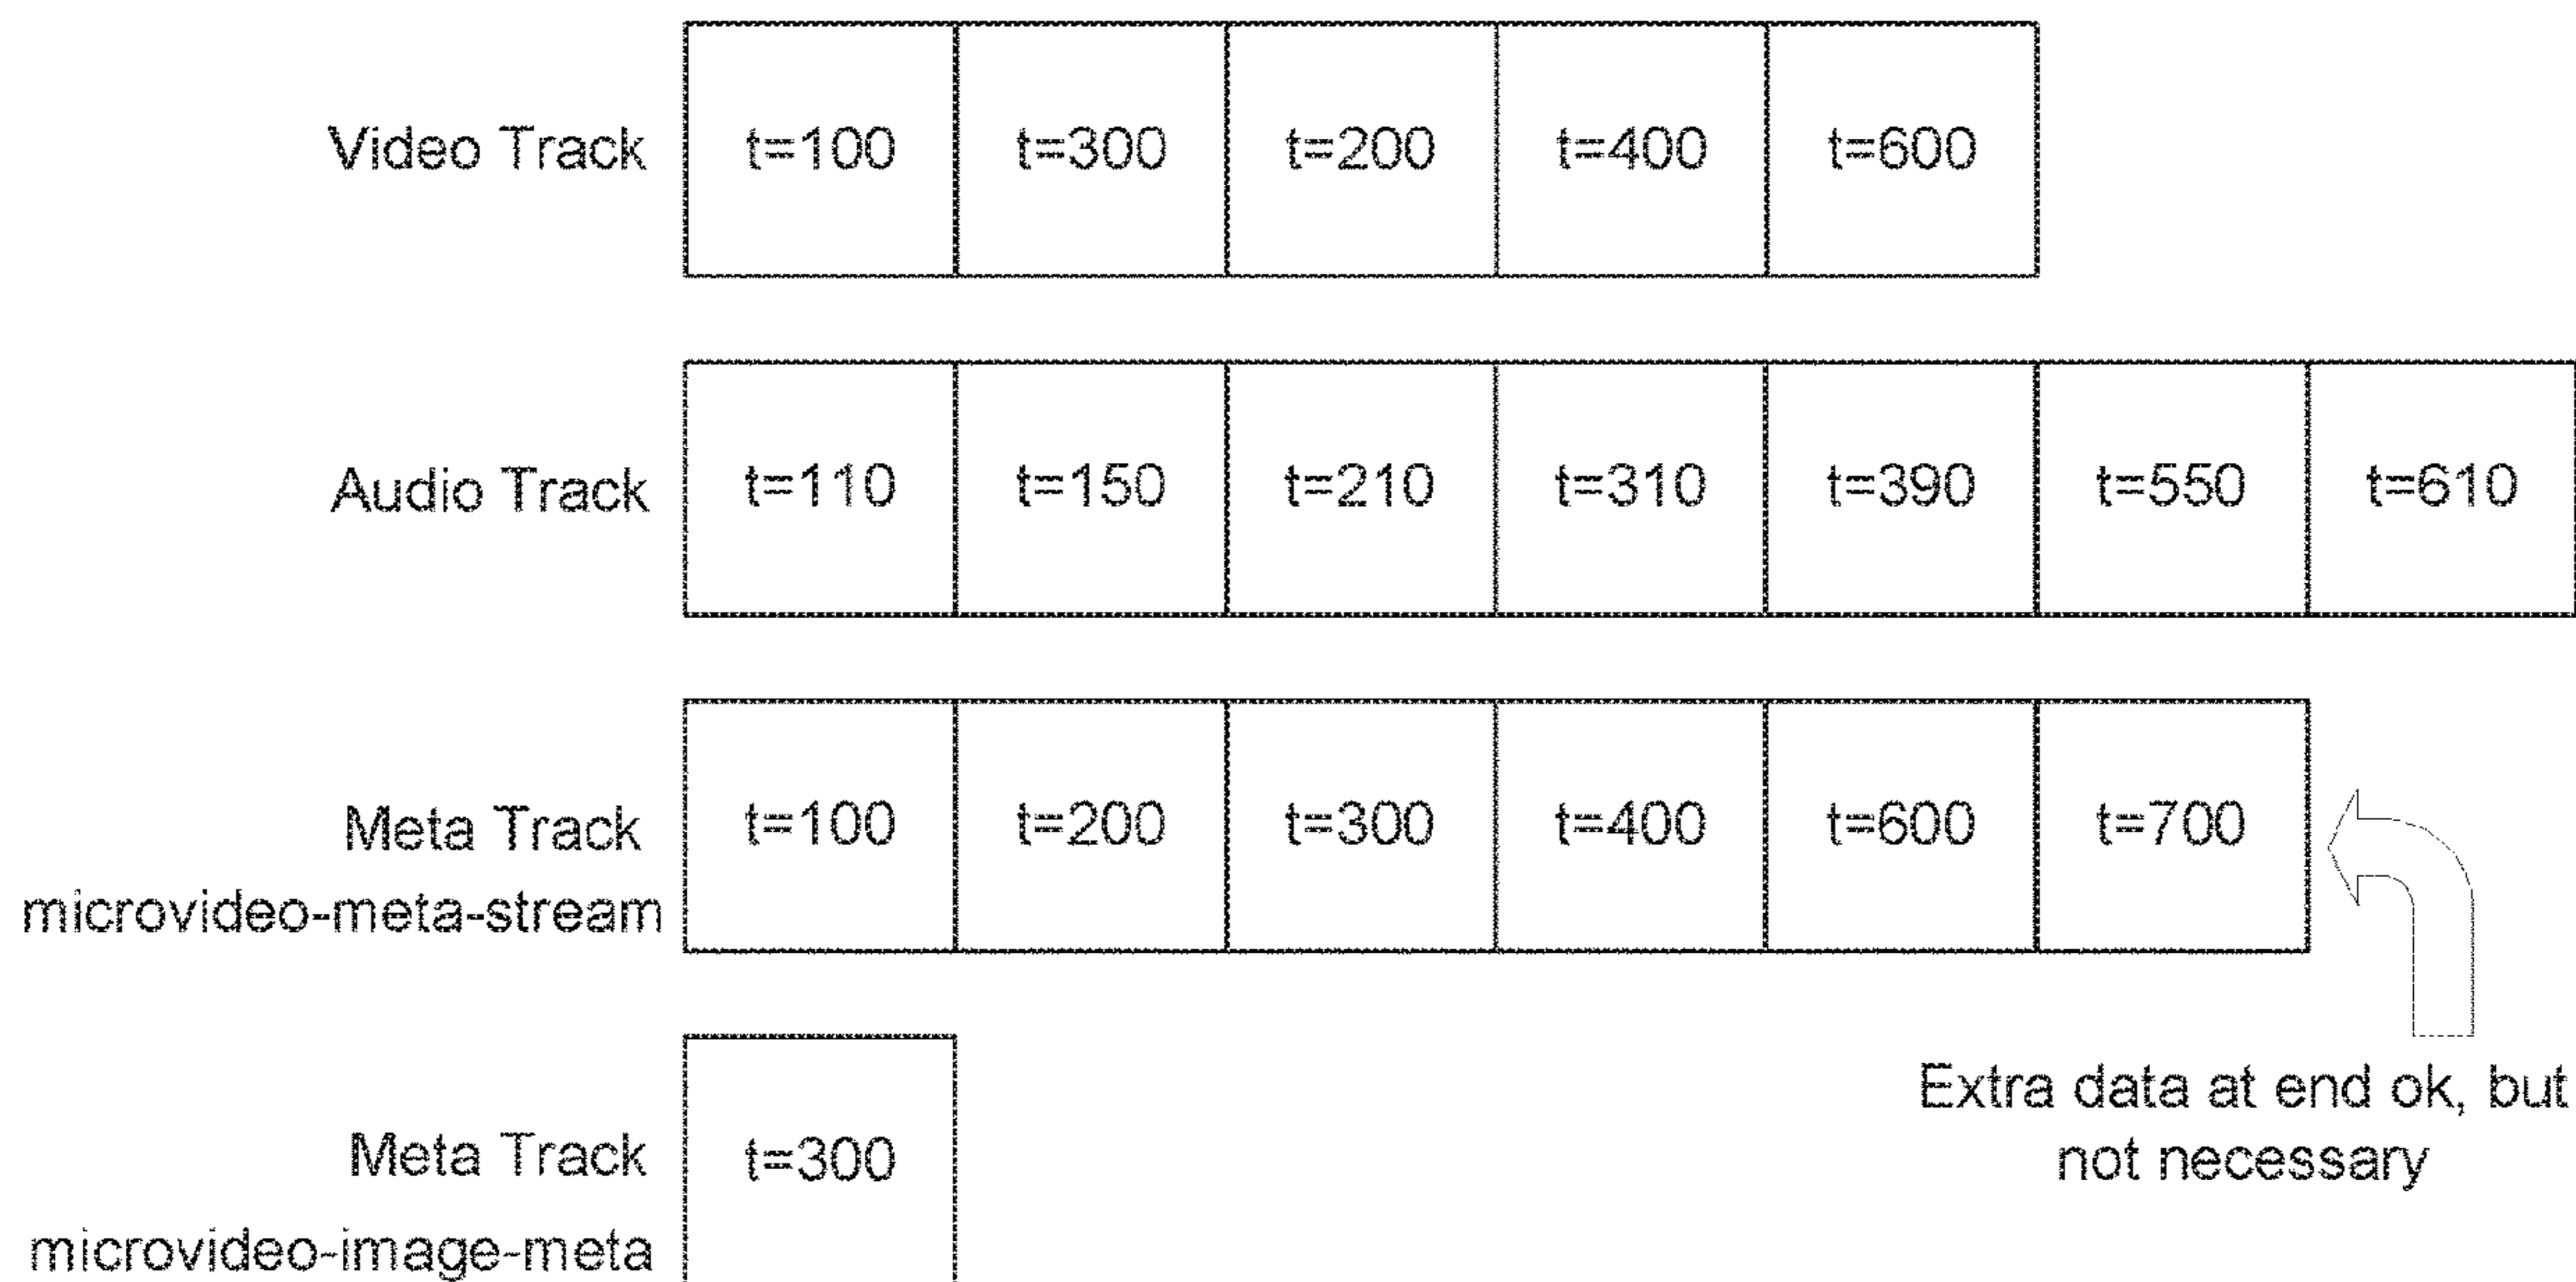 Video Track t=100 t=300 t=200 t=400 t=600
Audio Track t=110 t=150 t=210 t=310 t=390 t=550 t=610
Meta Track t=100 t=200 t=300 t=400 t=600 t=700
microvideo-meta-stream
Extra data at end ok, but
not necessary
Meta Track t=300
microvideo-image-meta